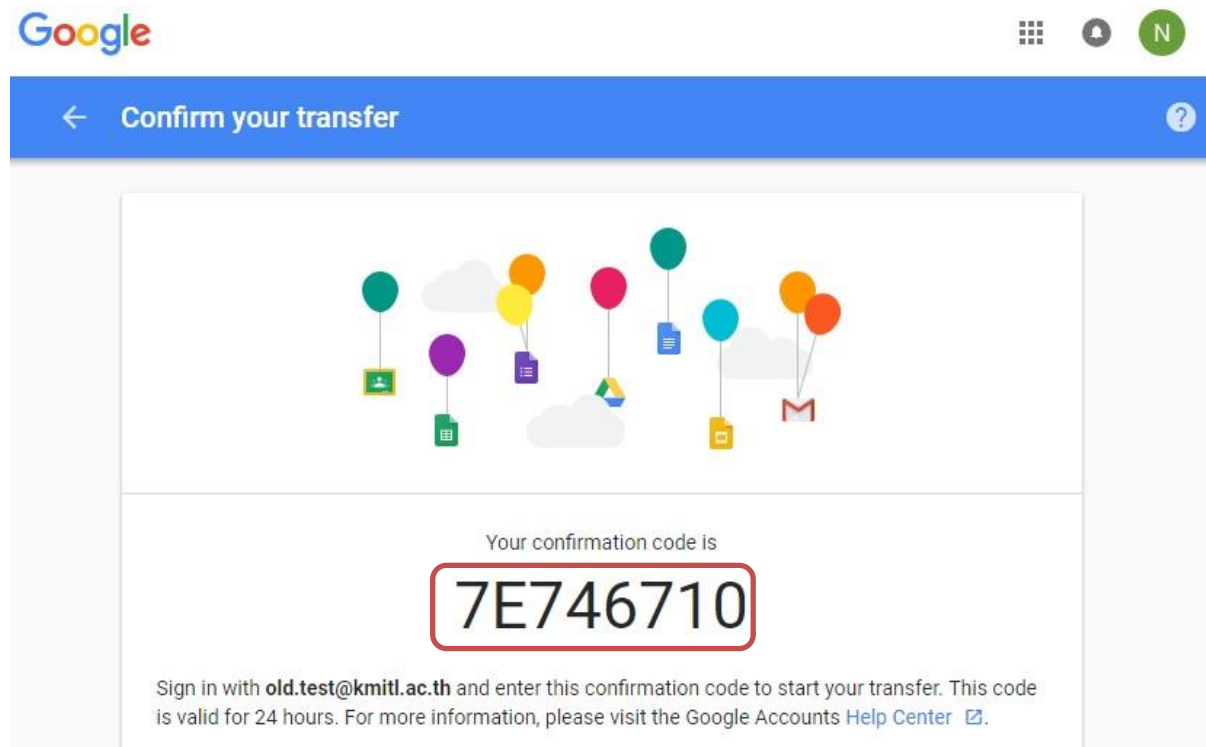 Google
N
Confirm your transfer
?
Your confirmation code is
7E746710
Sign in with old.test@kmitl.ac.th and enter this confirmation code to start your transfer. This code
is valid for 24 hours. For more information, please visit the Google Accounts Help Center.